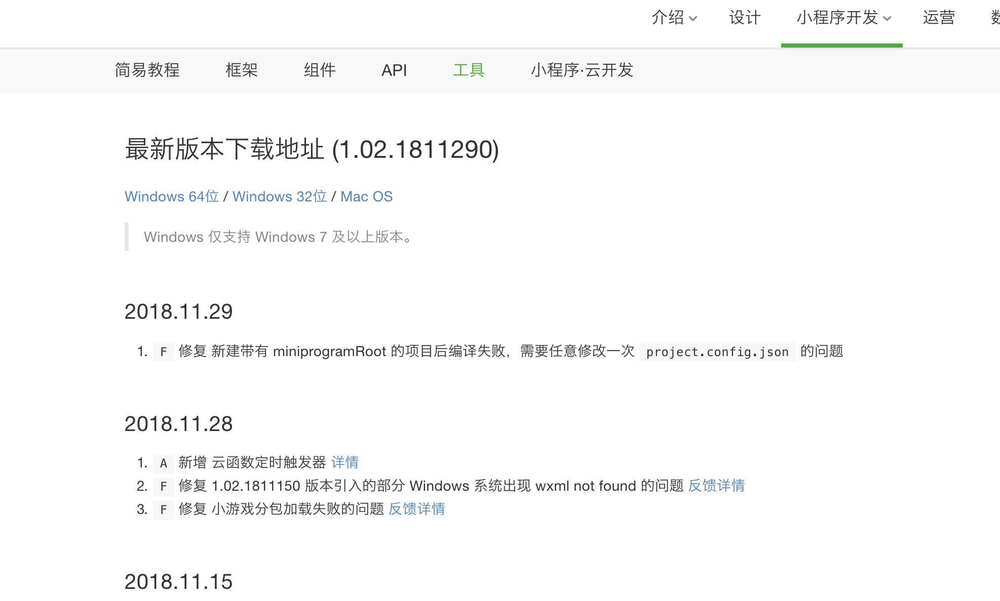 介绍 设计 小程序开发 运营 数
简易教程 框架 组件 API 工具 小程序·云开发
最新版本下载地址 (1.02.1811290)
Windows 64位 / Windows 32位 / Mac OS
Windows 仅支持 Windows 7 及以上版本。
2018.11.29
1. F 修复 新建带有 miniprogramRoot 的项目后编译失败，需要任意修改一次 project.config.json 的问题
2018.11.28
1. A 新增 云函数定时触发器 详情
2. F 修复 1.02.1811150 版本引入的部分 Windows 系统出现 wxml not found 的问题 反馈详情
3. F 修复 小游戏分包加载失败的问题 反馈详情
2018.11.15